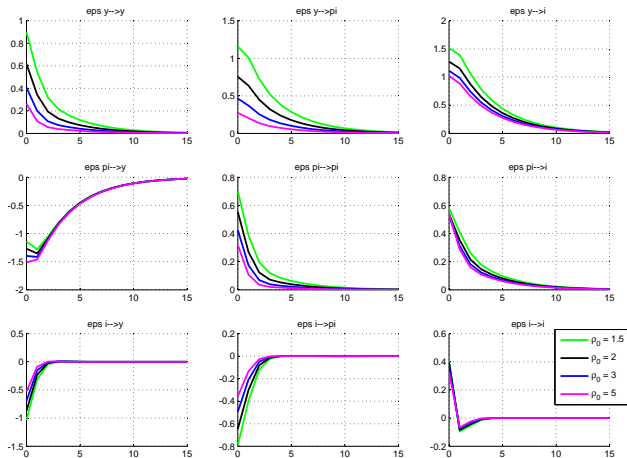 eps y-->y
1
0.8
0.6
0.4
0.2
0
0 5 10 15
eps y-->pi
1.5
1
0.5
0
0 5 10 15
eps y-->i
2
1.5
1
0.5
0
0 5 10 15
eps pi-->y
0
-0.5
-1
-1.5
-2
0 5 10 15
eps pi-->pi
0.8
0.6
0.4
0.2
0
0 5 10 15
eps pi-->i
0.8
0.6
0.4
0.2
0
0 5 10 15
eps i-->y
0.5
0
-0.5
-1
-1.5
0 5 10 15
eps i-->pi
0.2
0
-0.2
-0.4
-0.6
-0.8
0 5 10 15
eps i-->i
0.8
0.6
0.4
0.2
0
-0.2
0 5 10 15
ρ₀ = 1.5
ρ₀ = 2
ρ₀ = 3
ρ₀ = 5